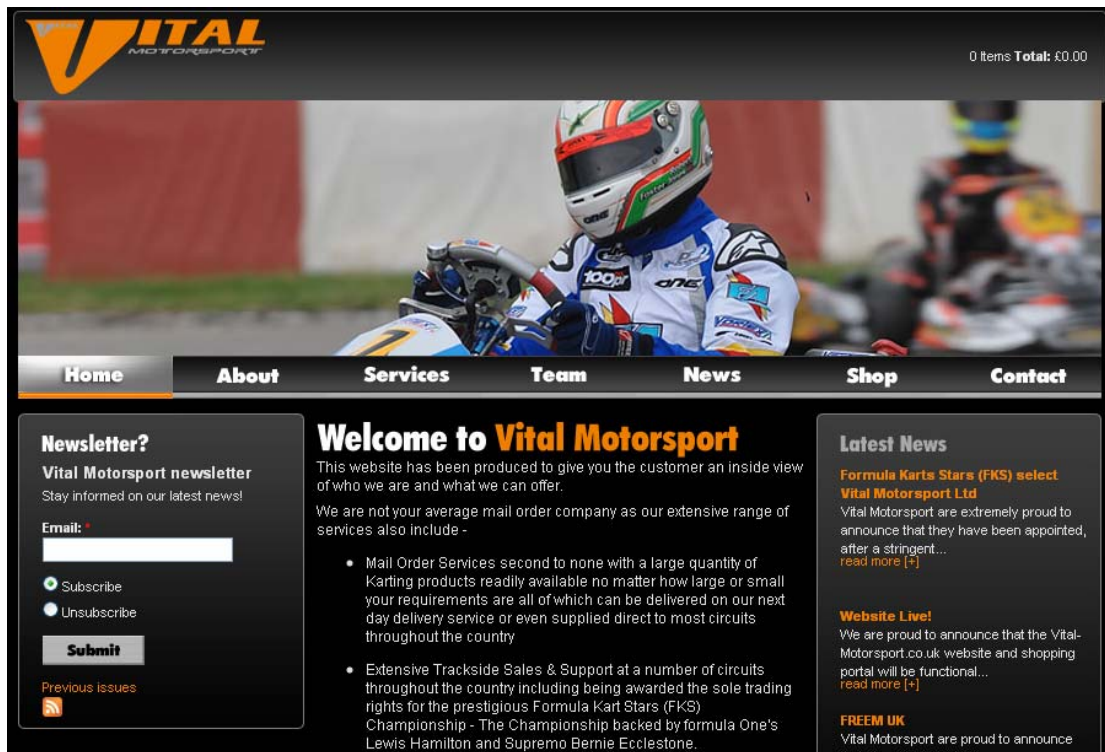 VITAL
MOTORSPORT
0 Items Total: £0.00
one
100pr
one
VORTEX
Home
About
Services
Team
News
Shop
Contact
Newsletter?
Vital Motorsport newsletter
Stay informed on our latest news!
Email: *
Subscribe
Unsubscribe
Submit
Previous issues
Welcome to Vital Motorsport
This website has been produced to give you the customer an inside view
of who we are and what we can offer.
We are not your average mail order company as our extensive range of
services also include -
Mail Order Services second to none with a large quantity of
Karting products readily available no matter how large or small
your requirements are all of which can be delivered on our next
day delivery service or even supplied direct to most circuits
throughout the country
Extensive Trackside Sales & Support at a number of circuits
throughout the country including being awarded the sole trading
rights for the prestigious Formula Kart Stars (FKS)
Championship - The Championship backed by formula One's
Lewis Hamilton and Supremo Bernie Ecclestone.
Latest News
Formula Karts Stars (FKS) select
Vital Motorsport Ltd
Vital Motorsport are extremely proud to
announce that they have been appointed,
after a stringent...
read more [+]
Website Live!
We are proud to announce that the Vital-
Motorsport.co.uk website and shopping
portal will be functional...
read more [+]
FREEM UK
Vital Motorsport are proud to announce